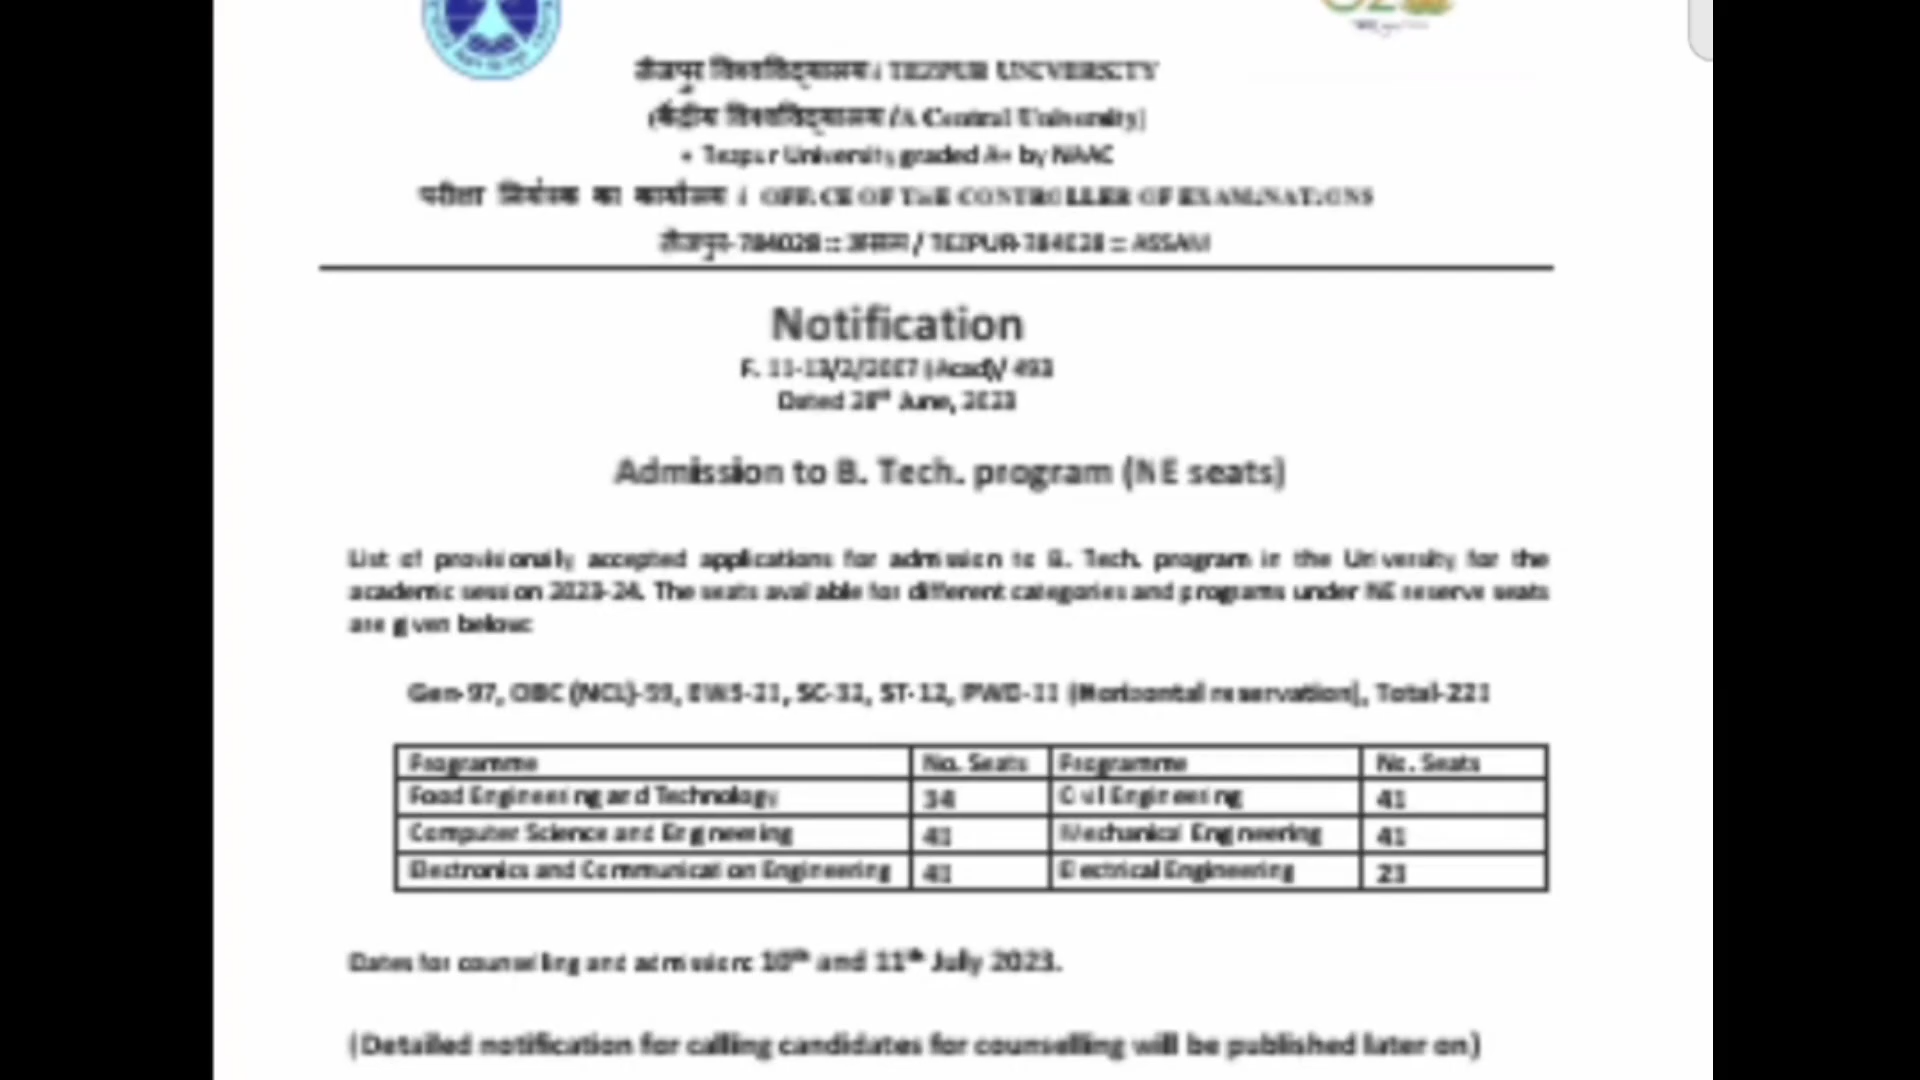 तेजपुर विश्वविद्यालय / TEZPUR UNIVERSITY
(केंद्रीय विश्वविद्यालय /A Central University)
Tezpur University graded A+ by NAAC
परीक्षा नियंत्रक का कार्यालय / OFFICE OF THE CONTROLLER OF EXAMINATIONS
तेजपुर-784028 :: असम / TEZPUR-784028 :: ASSAM
Notification
F. 11-13/2/2007 (Acad)/ 493
Dated 28th June, 2023
Admission to B. Tech. program (NE seats)
List of provisionally accepted applications for admission to B. Tech. program in the University for the
academic session 2023-24. The seats available for different categories and programs under NE reserve seats
are given below:
Gen-97, OBC (NCL)-59, EWS-21, SC-32, ST-12, PWD-11 (Horizontal reservation), Total-221
Programme No. Seats Programme No. Seats
Food Engineering and Technology 34 Civil Engineering 41
Computer Science and Engineering 41 Mechanical Engineering 41
Electronics and Communication Engineering 41 Electrical Engineering 23
Dates for counselling and admission: 10th and 11th July 2023.
(Detailed notification for calling candidates for counselling will be published later on)